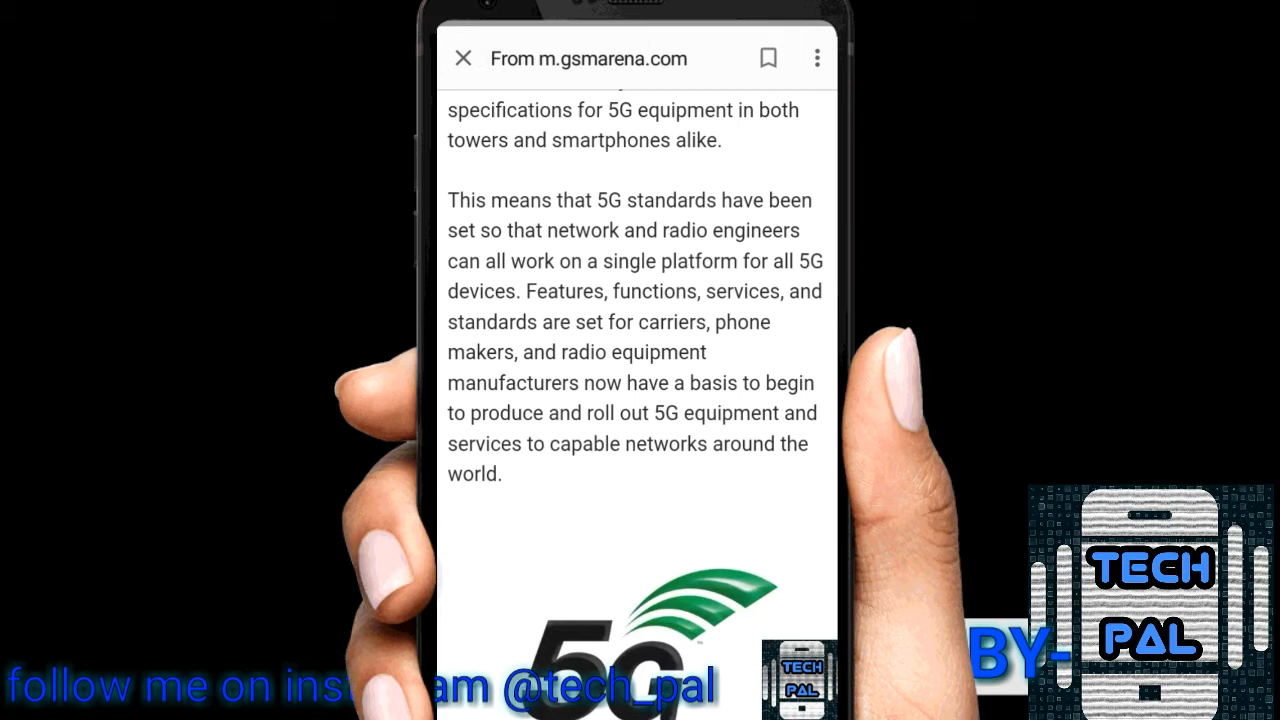 From m.gsmarena.com
specifications for 5G equipment in both
towers and smartphones alike.
This means that 5G standards have been
set so that network and radio engineers
can all work on a single platform for all 5G
devices. Features, functions, services, and
standards are set for carriers, phone
makers, and radio equipment
manufacturers now have a basis to begin
to produce and roll out 5G equipment and
services to capable networks around the
world.
5G
TECH
PAL
follow me on ins am @tech_pal
BY-
TECH
PAL